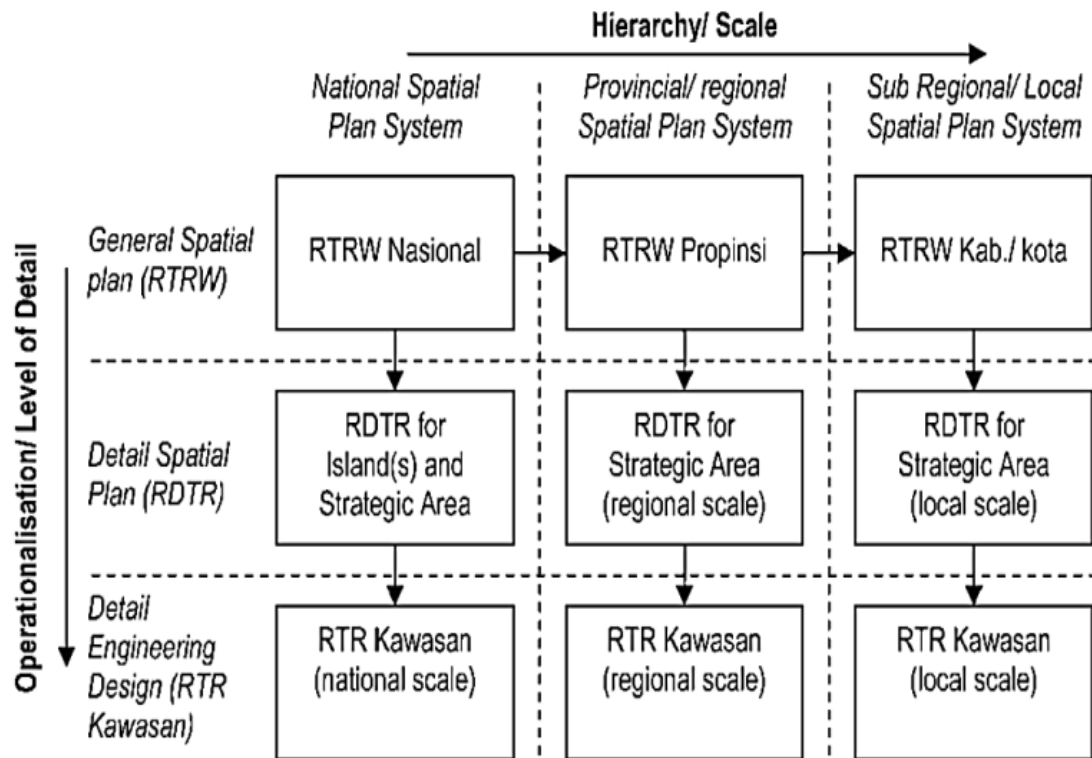 Hierarchy/ Scale
National Spatial
Plan System
Provincial/ regional
Spatial Plan System
Sub Regional/ Local
Spatial Plan System
Operationalisation/ Level of Detail
General Spatial
plan (RTRW)
RTRW Nasional
RTRW Propinsi
RTRW Kab./ kota
Detail Spatial
Plan (RDTR)
RDTR for
Island(s) and
Strategic Area
RDTR for
Strategic Area
(regional scale)
RDTR for
Strategic Area
(local scale)
Detail
Engineering
Design (RTR
Kawasan)
RTR Kawasan
(national scale)
RTR Kawasan
(regional scale)
RTR Kawasan
(local scale)